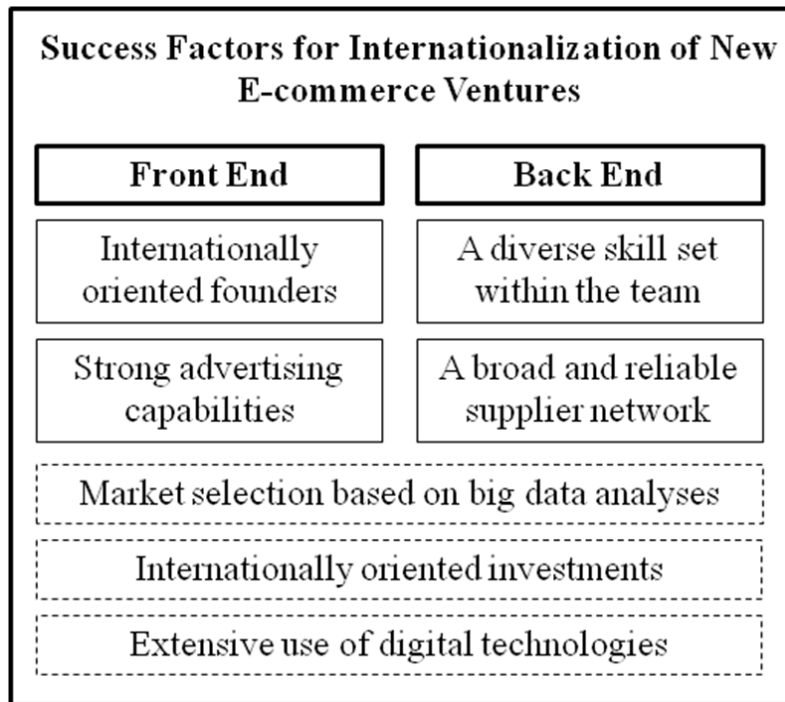 Success Factors for Internationalization of New
E-commerce Ventures
Front End
Back End
Internationally
oriented founders
A diverse skill set
within the team
Strong advertising
capabilities
A broad and reliable
supplier network
Market selection based on big data analyses
Internationally oriented investments
Extensive use of digital technologies